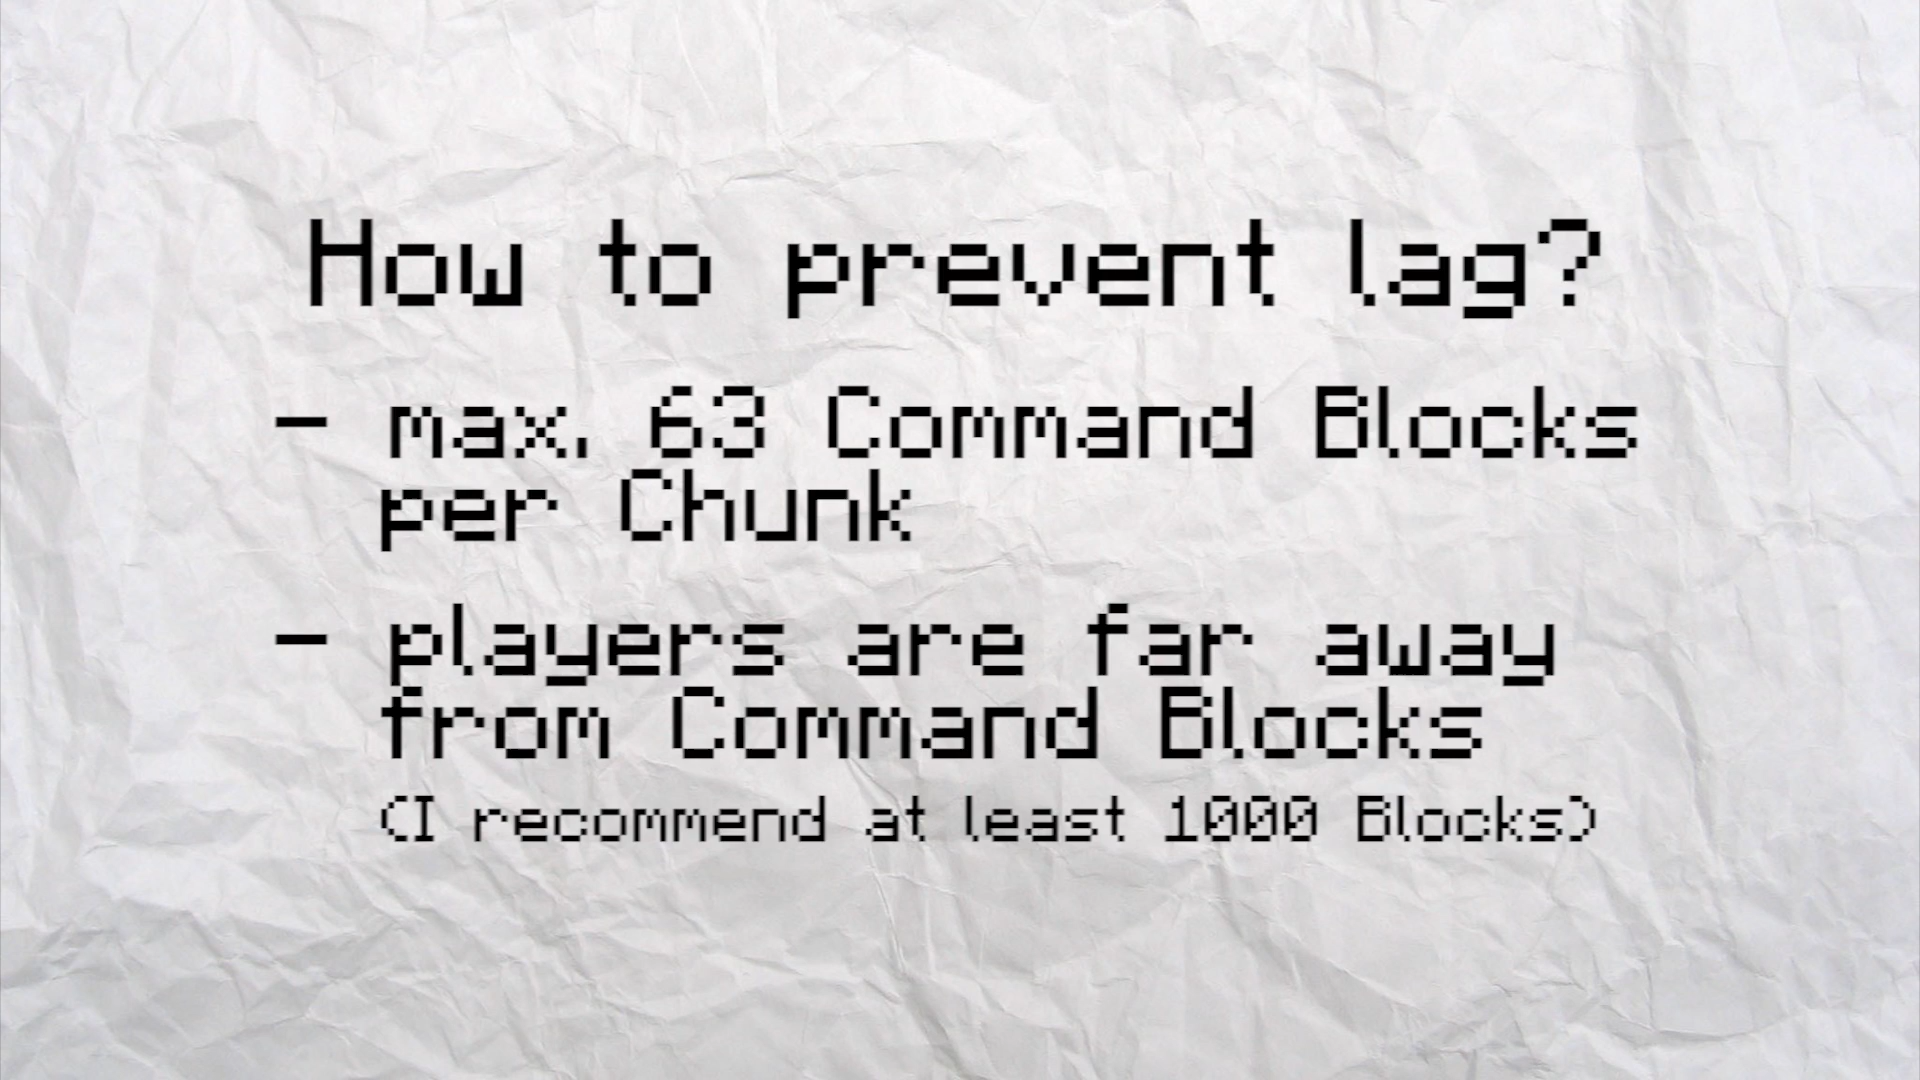 How to prevent lag?
- max. 63 Command Blocks
per Chunk
- players are far away
from Command Blocks
(I recommend at least 1000 Blocks)